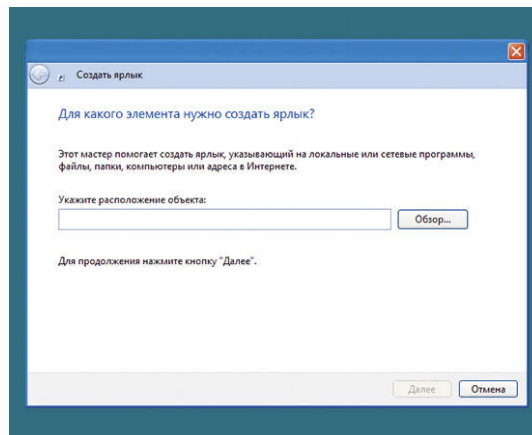 Создать ярлык
Для какого элемента нужно создать ярлык?
Этот мастер помогает создать ярлык, указывающий на локальные или сетевые программы,
файлы, папки, компьютеры или адреса в Интернете.
Укажите расположение объекта:
Обзор...
Для продолжения нажмите кнопку "Далее".
Далее
Отмена